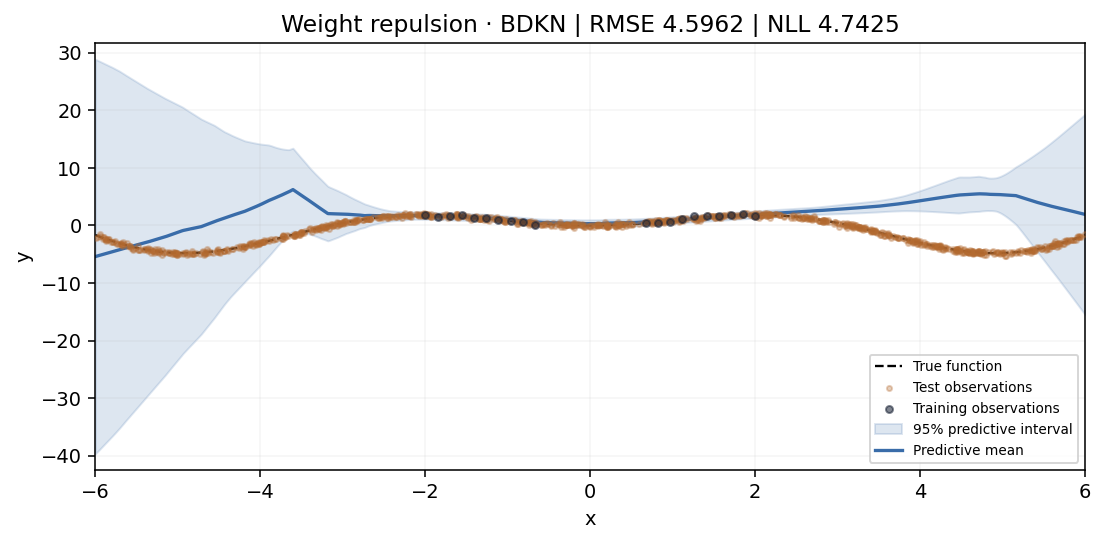 Weight repulsion · BDKN | RMSE 4.5962 | NLL 4.7425
30
20
10
0
−10
−20
−30
−40
y
−6
−4
−2
0
2
4
6
x
True function
Test observations
Training observations
95% predictive interval
Predictive mean